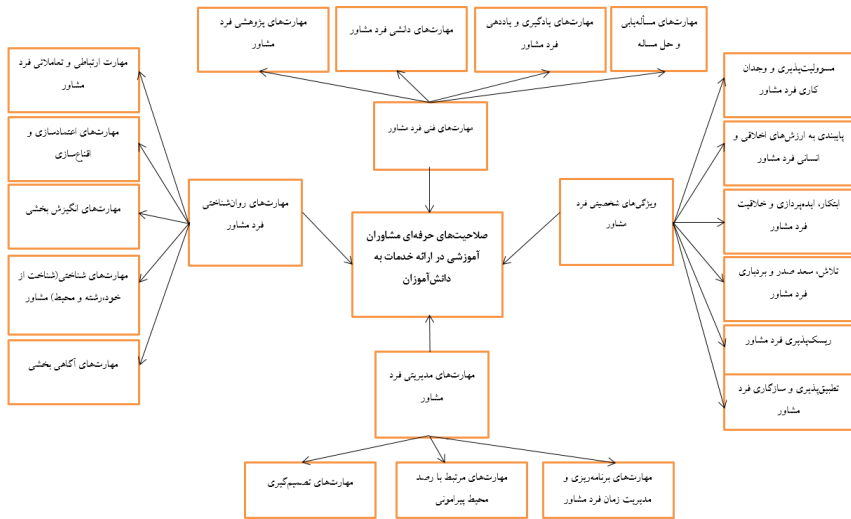 مهارت‌های پژوهشی فرد
مشاور
مهارت‌های دانشی فرد مشاور
مهارت‌های یادگیری و یاددهی
فرد مشاور
مهارت‌های مسأله‌یابی
و حل مساله
مهارت‌های فنی فرد مشاور
مسوولیت‌پذیری و وجدان
کاری فرد مشاور
پایبندی به ارزش‌های اخلاقی و
انسانی فرد مشاور
ابتکار، ایده‌پردازی و خلاقیت
فرد مشاور
تلاش، سعد صدر و بردباری
فرد مشاور
ریسک‌پذیری فرد مشاور
تطبیق‌پذیری و سازگاری فرد
مشاور
ویژگی‌های شخصیتی فرد
مشاور
صلاحیت‌های حرفه‌ای مشاوران
آموزشی در ارائه خدمات به
دانش‌آموزان
مهارت‌های روان‌شناختی
فرد مشاور
مهارت ارتباطی و تعاملاتی فرد
مشاور
مهارت‌های اعتمادسازی و
اقناع‌سازی
مهارت‌های انگیزش بخشی
مهارت‌های شناختی(شناخت از
خود،رشته و محیط) مشاور
مهارت‌های آگاهی بخشی
مهارت‌های مدیریتی فرد
مشاور
مهارت‌های برنامه‌ریزی و
مدیریت زمان فرد مشاور
مهارت‌های مرتبط با رصد
محیط پیرامونی
مهارت‌های تصمیم‌گیری